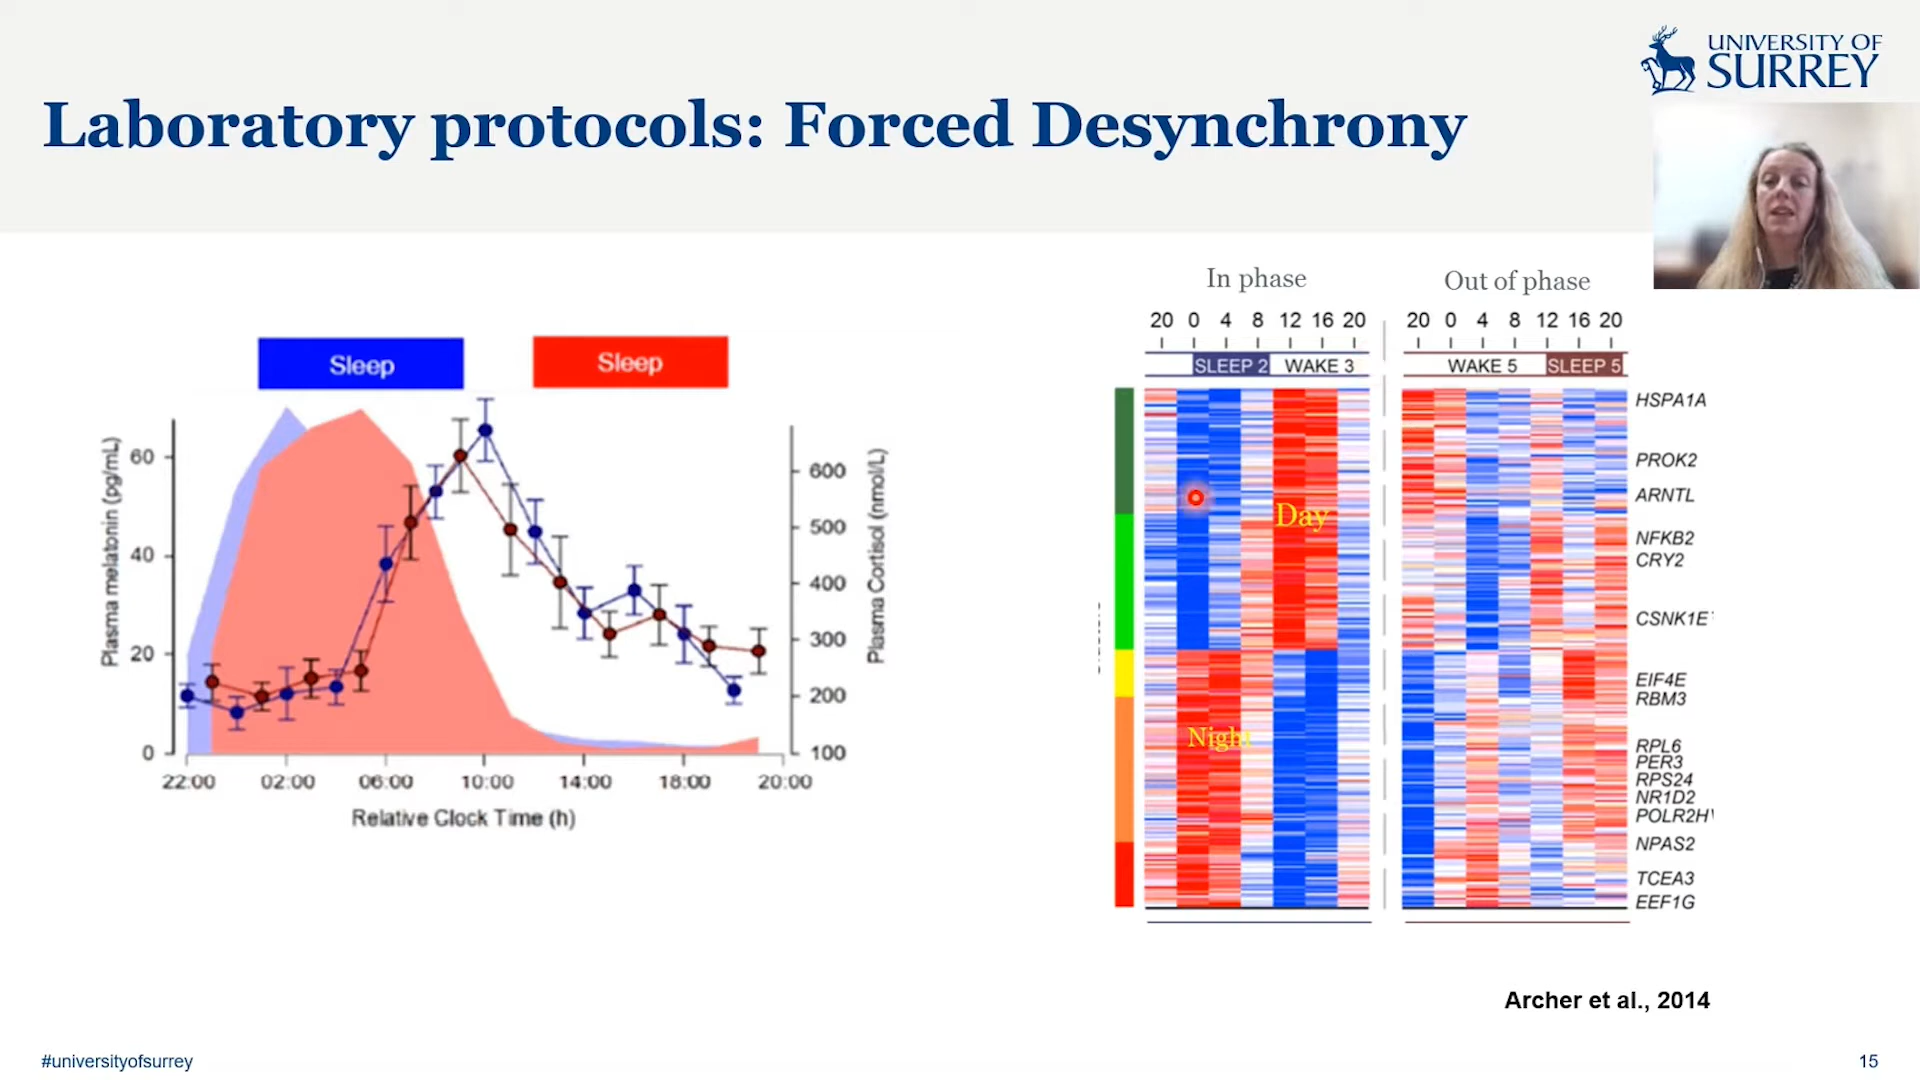 UNIVERSITY OF
SURREY
Laboratory protocols: Forced Desynchrony
Sleep
Sleep
Plasma melatonin (pg/mL)
60
40
20
0
600
500
400
300
200
100
Plasma Cortisol (nmol/L)
22:00 02:00 06:00 10:00 14:00 18:00 20:00
Relative Clock Time (h)
In phase
Out of phase
20 0 4 8 12 16 20
20 0 4 8 12 16 20
SLEEP 2 WAKE 3
WAKE 5 SLEEP 5
Day
Night
HSPA1A
PROK2
ARNTL
NFKB2
CRY2
CSNK1E
EIF4E
RBM3
RPL6
PER3
RPS24
NR1D2
POLR2H
NPAS2
TCEA3
EEF1G
Archer et al., 2014
#universityofsurrey
15